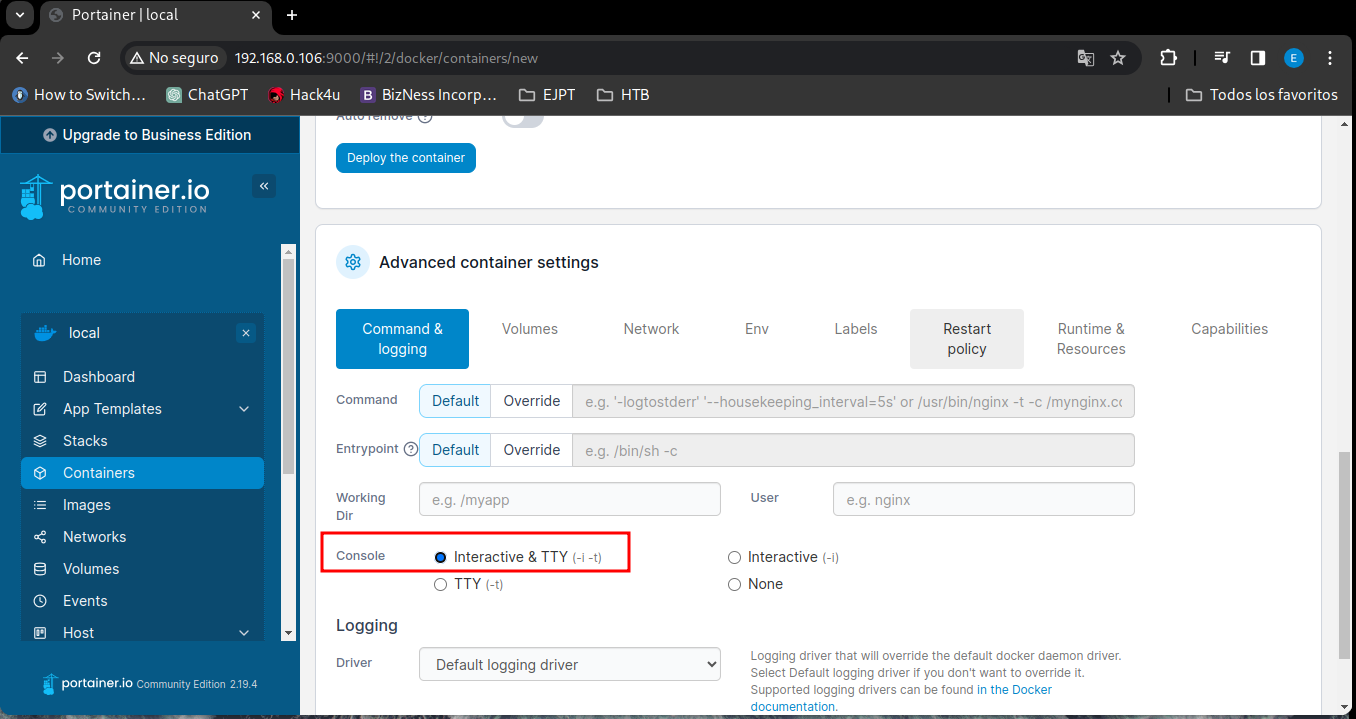 Portainer | local
No seguro
192.168.0.106:9000/#!/2/docker/containers/new
E
How to Switch...
ChatGPT
Hack4u
BizNess Incorp...
EJPT
HTB
Todos los favoritos
Upgrade to Business Edition
portainer.io
COMMUNITY EDITION
Home
local
Dashboard
App Templates
Stacks
Containers
Images
Networks
Volumes
Events
Host
portainer.io Community Edition 2.19.4
Auto remove
Deploy the container
Advanced container settings
Command &
logging
Volumes
Network
Env
Labels
Restart
policy
Runtime &
Resources
Capabilities
Command
Default
Override
e.g. '-logtostderr' '--housekeeping_interval=5s' or /usr/bin/nginx -t -c /mynginx.cc
Entrypoint
Default
Override
e.g. /bin/sh -c
Working
Dir
e.g. /myapp
User
e.g. nginx
Console
Interactive & TTY (-i -t)
Interactive (-i)
TTY (-t)
None
Logging
Driver
Default logging driver
Logging driver that will override the default docker daemon driver.
Select Default logging driver if you don't want to override it.
Supported logging drivers can be found in the Docker
documentation.